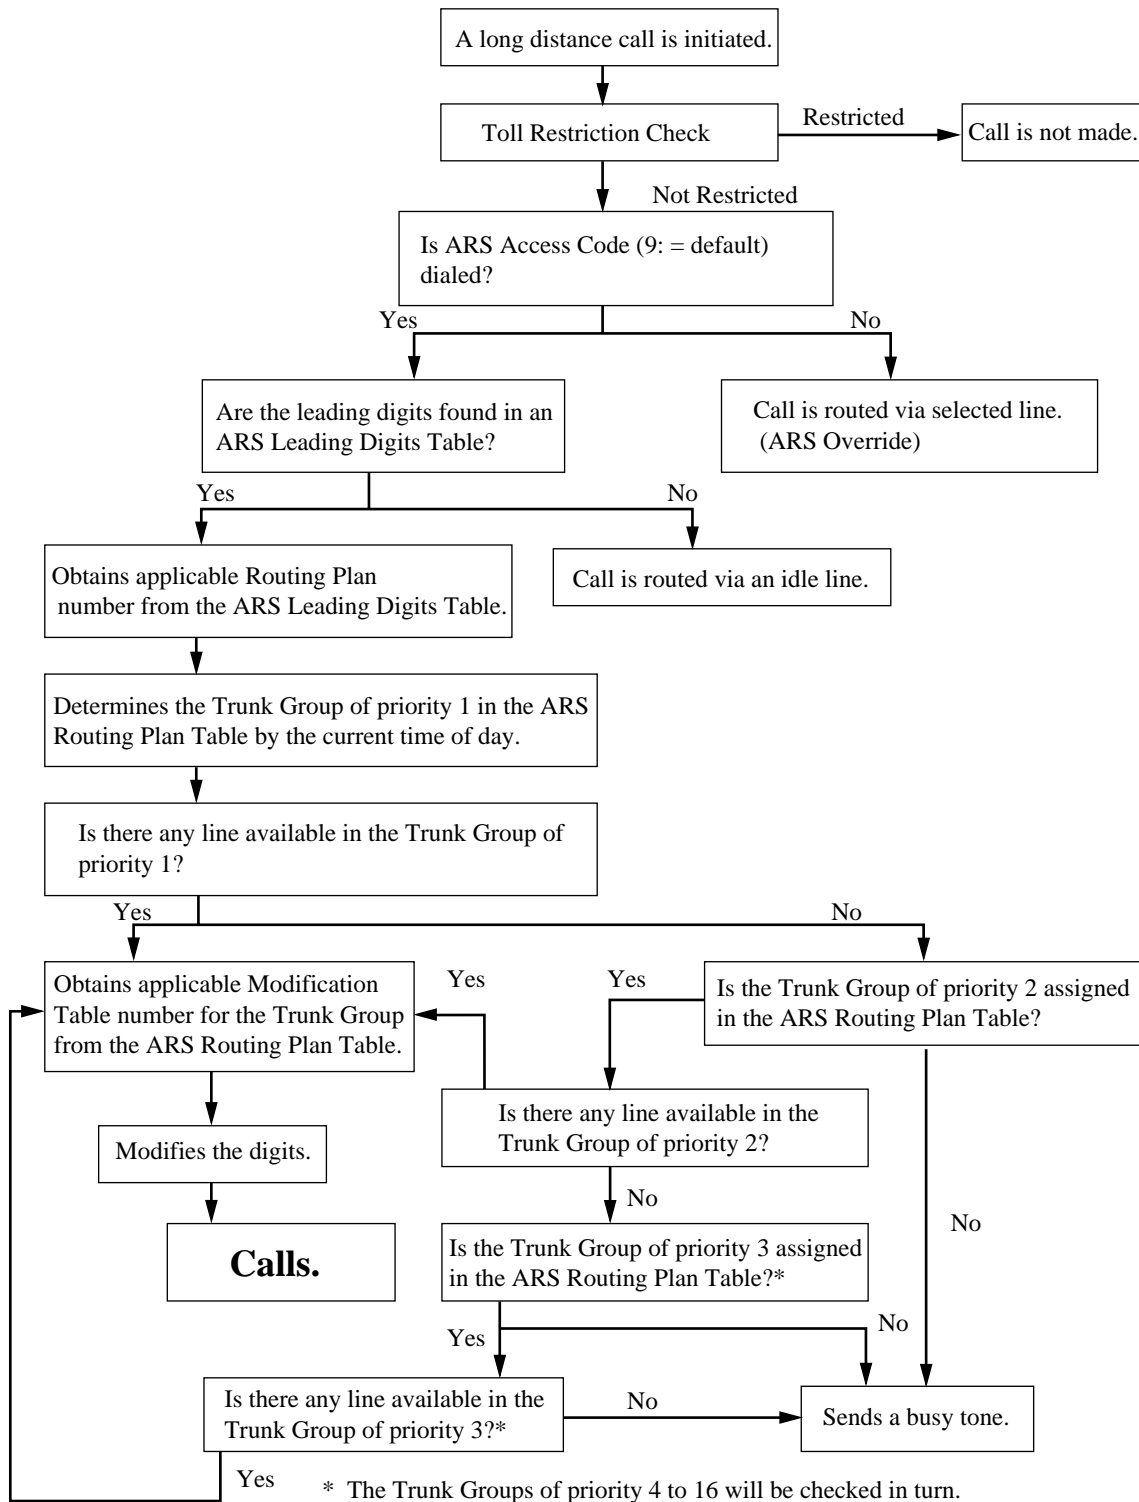 A long distance call is initiated.
Toll Restriction Check
Restricted
Call is not made.
Not Restricted
Is ARS Access Code (9: = default)
dialed?
Yes
No
Are the leading digits found in an
ARS Leading Digits Table?
Call is routed via selected line.
(ARS Override)
Yes
No
Obtains applicable Routing Plan
number from the ARS Leading Digits Table.
Call is routed via an idle line.
Determines the Trunk Group of priority 1 in the ARS
Routing Plan Table by the current time of day.
Is there any line available in the Trunk Group of
priority 1?
Yes
No
Obtains applicable Modification
Table number for the Trunk Group
from the ARS Routing Plan Table.
Yes
Yes
Is the Trunk Group of priority 2 assigned
in the ARS Routing Plan Table?
Is there any line available in the
Trunk Group of priority 2?
Modifies the digits.
No
No
Calls.
Is the Trunk Group of priority 3 assigned
in the ARS Routing Plan Table?*
Yes
No
Is there any line available in the
Trunk Group of priority 3?*
No
Sends a busy tone.
Yes
* The Trunk Groups of priority 4 to 16 will be checked in turn.